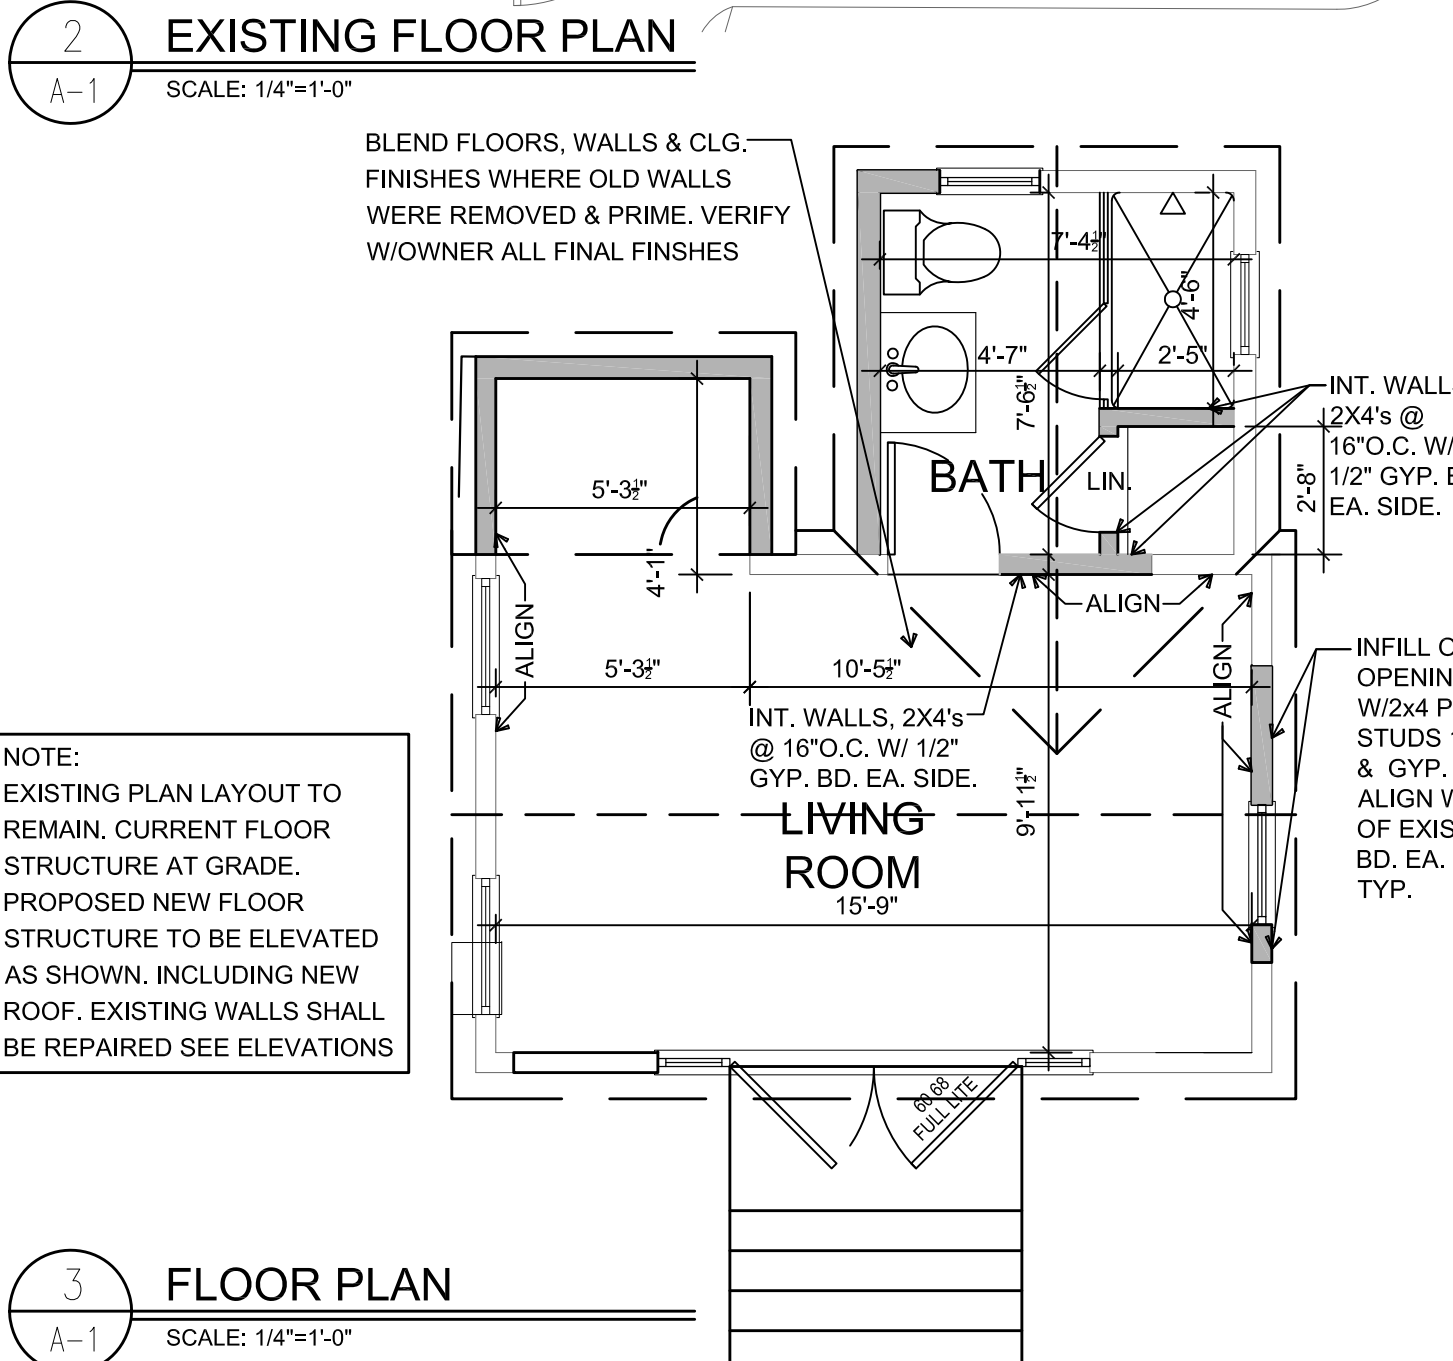 2
A-1
EXISTING FLOOR PLAN
SCALE: 1/4"=1'-0"
BLEND FLOORS, WALLS & CLG.
FINISHES WHERE OLD WALLS
WERE REMOVED & PRIME. VERIFY
W/OWNER ALL FINAL FINSHES
7'-4½"
4'-6"
4'-7"
2'-5"
7'-6½"
BATH
LIN.
INT. WALL
2X4's @
16"O.C. W/
1/2" GYP.
EA. SIDE.
2'-8"
5'-3½"
4'-1"
ALIGN
ALIGN
ALIGN
5'-3½"
10'-5½"
INT. WALLS, 2X4's
@ 16"O.C. W/ 1/2"
GYP. BD. EA. SIDE.
INFILL
W/2x4
STUDS
& GYP.
ALIGN
OF
BD. EA.
TYP.
9'-11½"
LIVING
ROOM
15'-9"
NOTE:
EXISTING PLAN LAYOUT TO
REMAIN. CURRENT FLOOR
STRUCTURE AT GRADE.
PROPOSED NEW FLOOR
STRUCTURE TO BE ELEVATED
AS SHOWN. INCLUDING NEW
ROOF. EXISTING WALLS SHALL
BE REPAIRED SEE ELEVATIONS
60 68
FULL LITE
3
A-1
FLOOR PLAN
SCALE: 1/4"=1'-0"